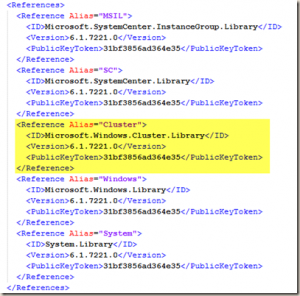 <References>
<Reference Alias="MSIL">
<ID>Microsoft.SystemCenter.InstanceGroup.Library</ID>
<Version>6.1.7221.0</Version>
<PublicKeyToken>31bf3856ad364e35</PublicKeyToken>
</Reference>
<Reference Alias="SC">
<ID>Microsoft.SystemCenter.Library</ID>
<Version>6.1.7221.0</Version>
<PublicKeyToken>31bf3856ad364e35</PublicKeyToken>
</Reference>
<Reference Alias="Cluster">
<ID>Microsoft.Windows.Cluster.Library</ID>
<Version>6.1.7221.0</Version>
<PublicKeyToken>31bf3856ad364e35</PublicKeyToken>
</Reference>
<Reference Alias="Windows">
<ID>Microsoft.Windows.Library</ID>
<Version>6.1.7221.0</Version>
<PublicKeyToken>31bf3856ad364e35</PublicKeyToken>
</Reference>
<Reference Alias="System">
<ID>System.Library</ID>
<Version>6.1.7221.0</Version>
<PublicKeyToken>31bf3856ad364e35</PublicKeyToken>
</Reference>
</References>